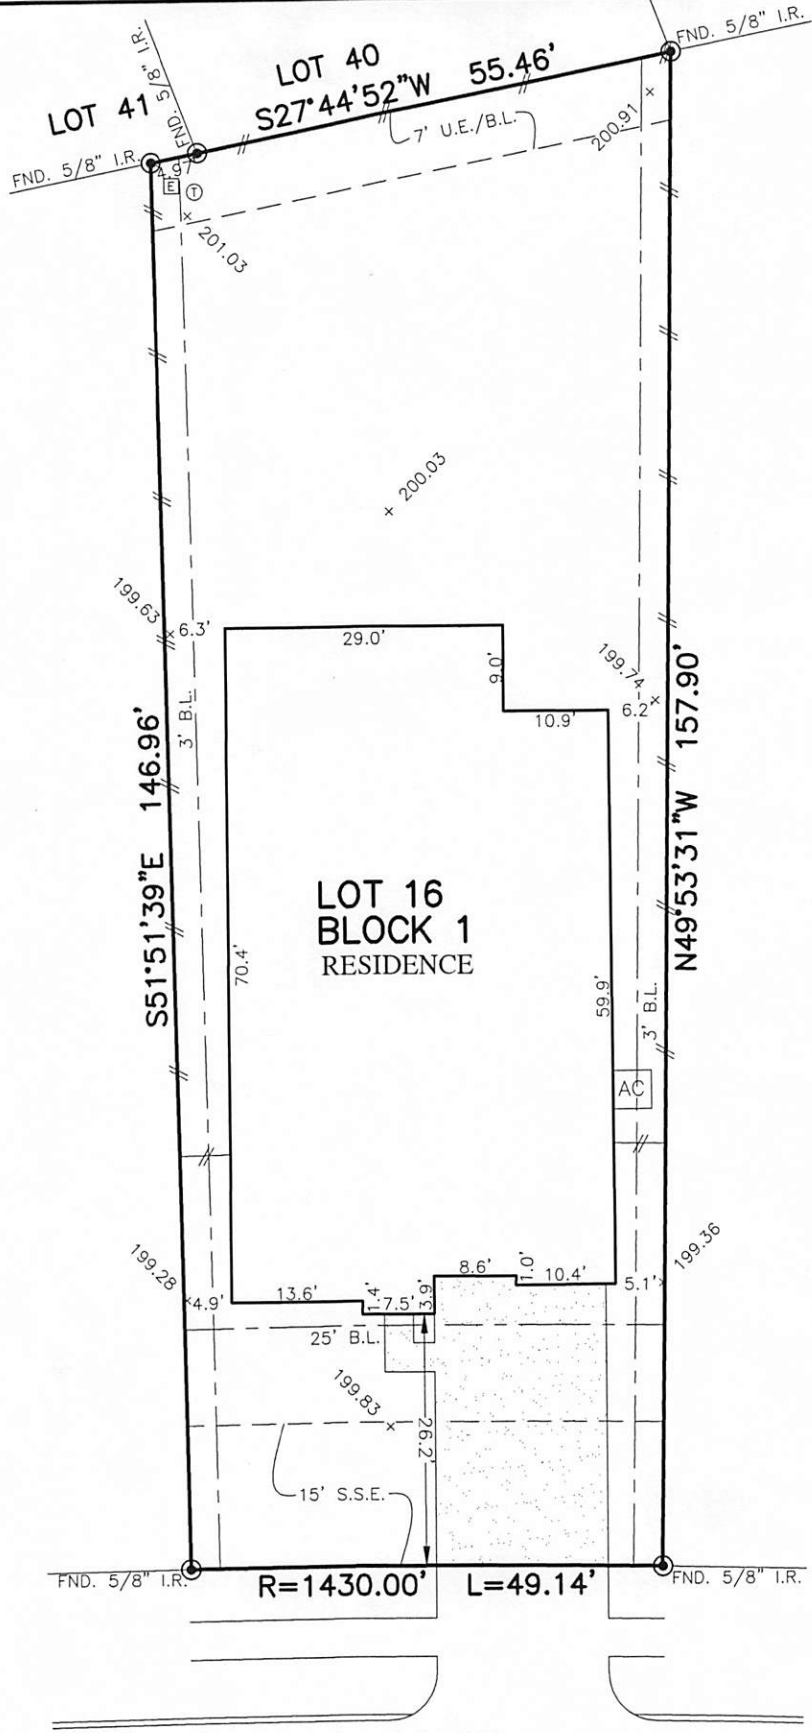 FND. 5/8" I.R.
LOT 40
S27°44'52"W 55.46'
FND. 5/8" I.R.
LOT 41
FND. 5/8" I.R.
4.97
7' U.E./B.L.
200.91
E
T
201.03
200.03
199.63
6.3'
29.0'
9.0'
199.74
10.9'
6.2'
3' B.L.
S51°51'39"E 146.96'
N49°53'31"W 157.90'
LOT 16
BLOCK 1
RESIDENCE
70.4'
59.9'
3' B.L.
AC
199.28
199.36
4.9'
13.6'
1.4'
7.5'
3.9'
8.6'
1.0'
10.4'
5.1'
25' B.L.
199.83
26.2'
15' S.S.E.
FND. 5/8" I.R.
R=1430.00' L=49.14'
FND. 5/8" I.R.